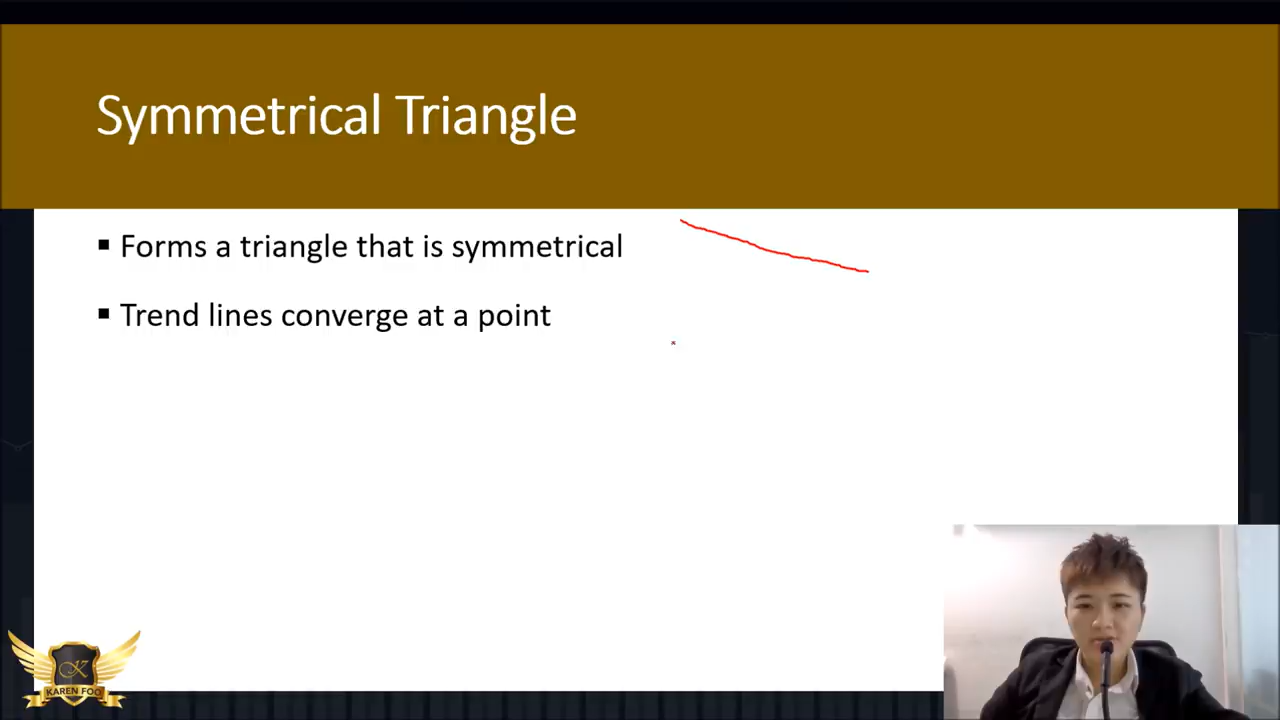 Symmetrical Triangle
▪ Forms a triangle that is symmetrical
▪ Trend lines converge at a point
K
KAREN FOO